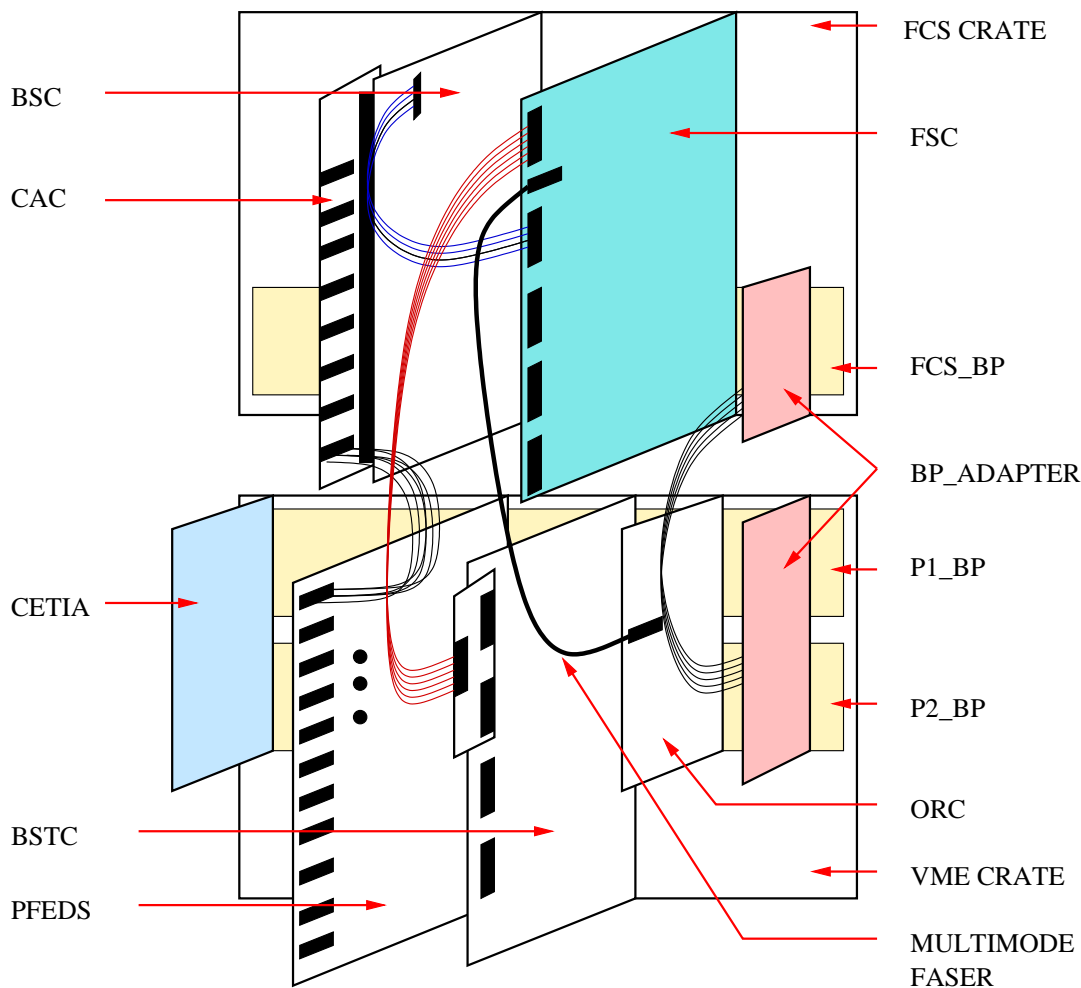 FCS CRATE
BSC
FSC
CAC
FCS_BP
BP_ADAPTER
P1_BP
CETIA
P2_BP
ORC
BSTC
VME CRATE
PFEDS
MULTIMODE
FASER